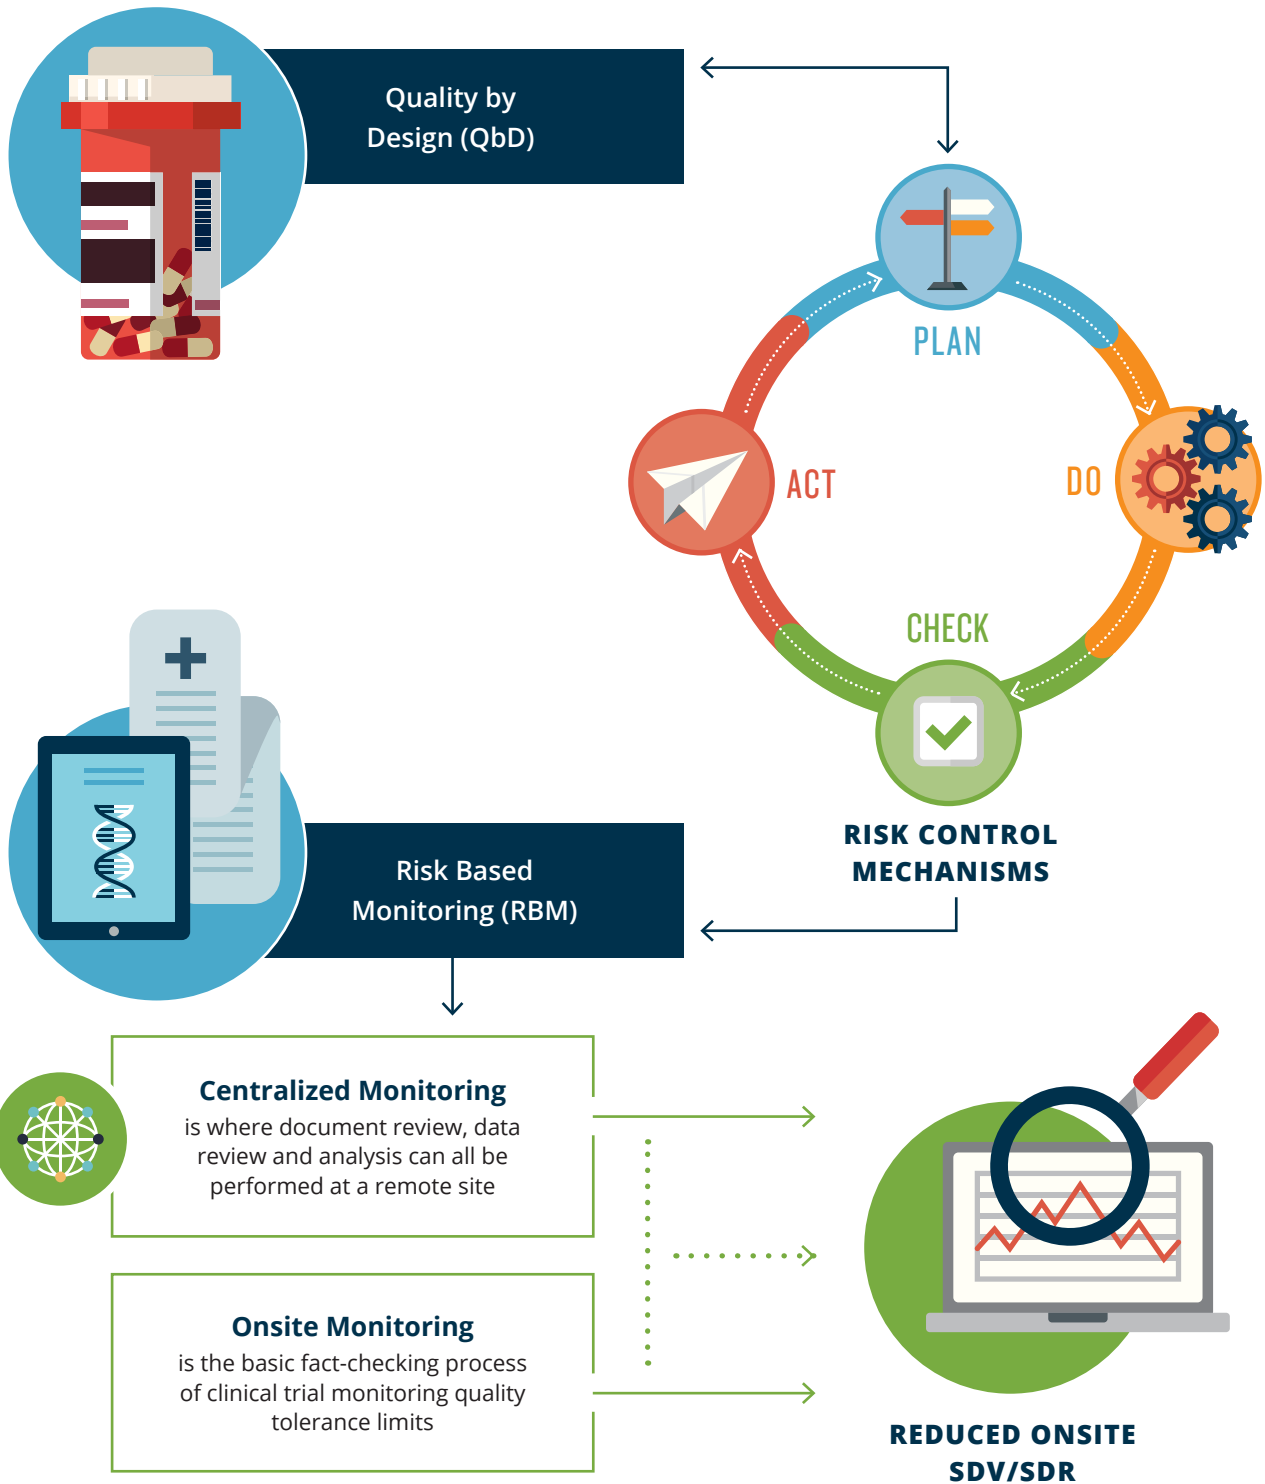 Quality by
Design (QbD)
PLAN
ACT
DO
CHECK
RISK CONTROL
MECHANISMS
Risk Based
Monitoring (RBM)
Centralized Monitoring
is where document review, data
review and analysis can all be
performed at a remote site
Onsite Monitoring
is the basic fact-checking process
of clinical trial monitoring quality
tolerance limits
REDUCED ONSITE
SDV/SDR